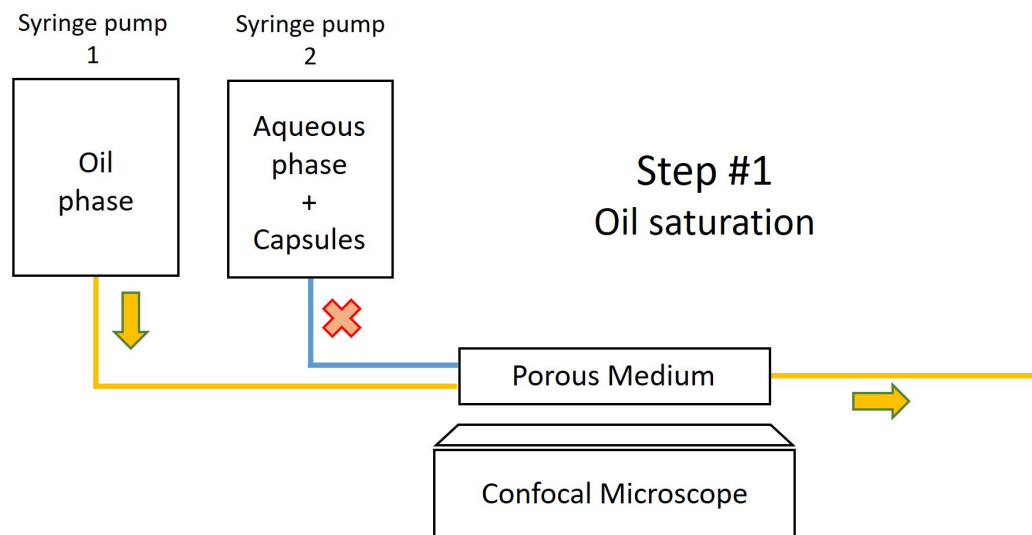 Syringe pump
1
Syringe pump
2
Oil
phase
Aqueous
phase
+
Capsules
Step #1
Oil saturation
Porous Medium
Confocal Microscope